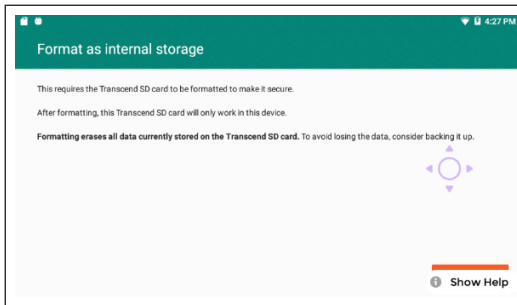 4:27 PM
Format as internal storage
This requires the Transcend SD card to be formatted to make it secure.
After formatting, this Transcend SD card will only work in this device.
Formatting erases all data currently stored on the Transcend SD card. To avoid losing the data, consider backing it up.
Show Help